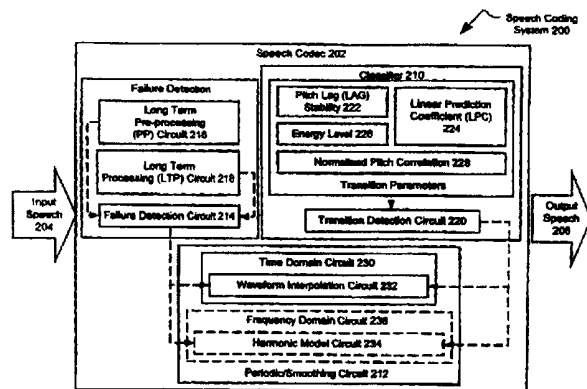 Speech Coding
System 200
Speech Codec 202
Failure Detection
Long Term
Pre-processing (PP) Circuit 216
Long Term
Processing (LTP) Circuit 218
Failure Detection Circuit 214
Classifier 210
Pitch Lag (LAG)
Stability 222
Linear Prediction
Coefficient (LPC)
224
Energy Level 226
Normalized Pitch Correlation 228
Transition Parameters
Transition Detection Circuit 220
Input
Speech
204
Output
Speech
206
Time Domain Circuit 230
Waveform Interpolation Circuit 232
Frequency Domain Circuit 236
Harmonic Model Circuit 234
Periodic/Smoothing Circuit 212